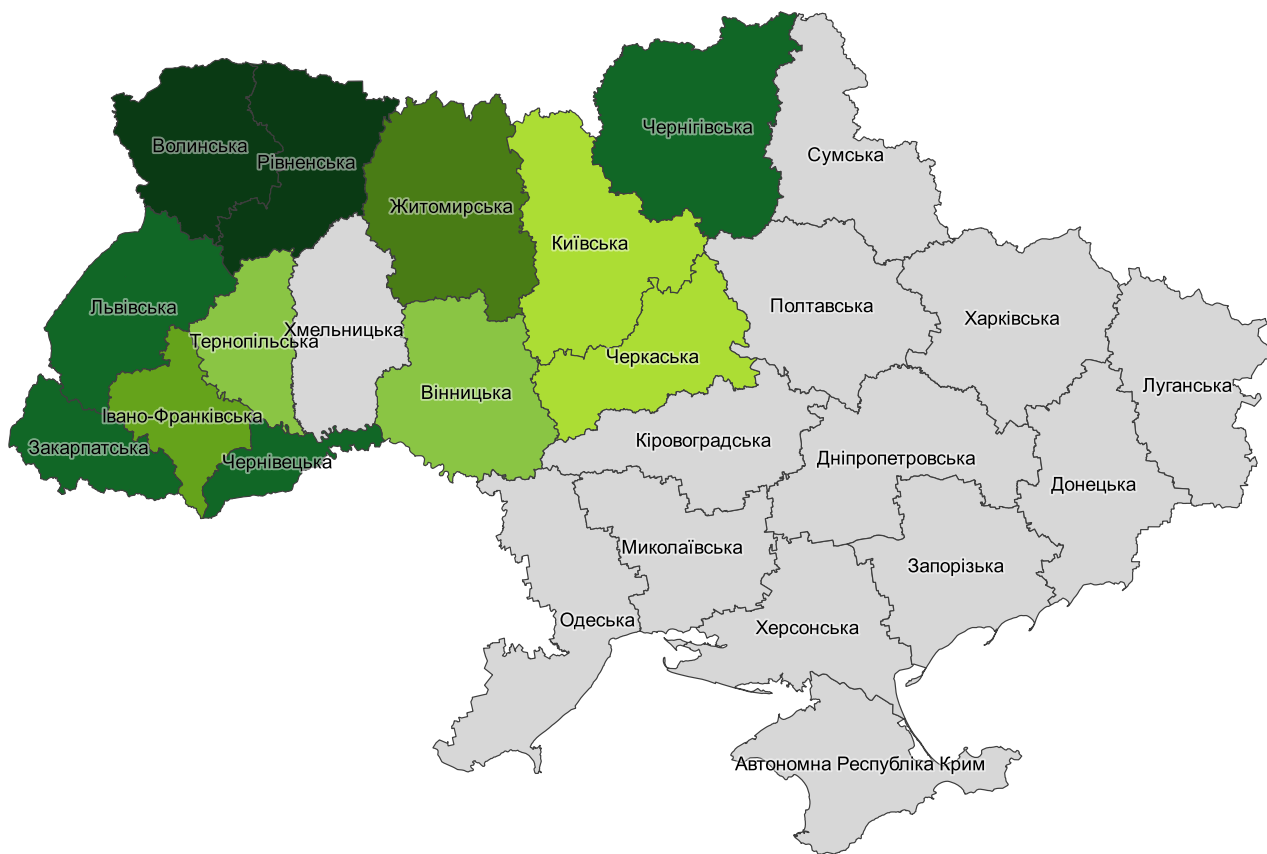 Чернігівська
Волинська
Рівненська
Сумська
Житомирська
Київська
Львівська
Полтавська
Харківська
Хмельницька
Тернопільська
Черкаська
Луганська
Вінницька
Івано-Франківська
Кіровоградська
Закарпатська
Чернівецька
Дніпропетровська
Донецька
Миколаївська
Запорізька
Одеська
Херсонська
Автономна Республіка Крим